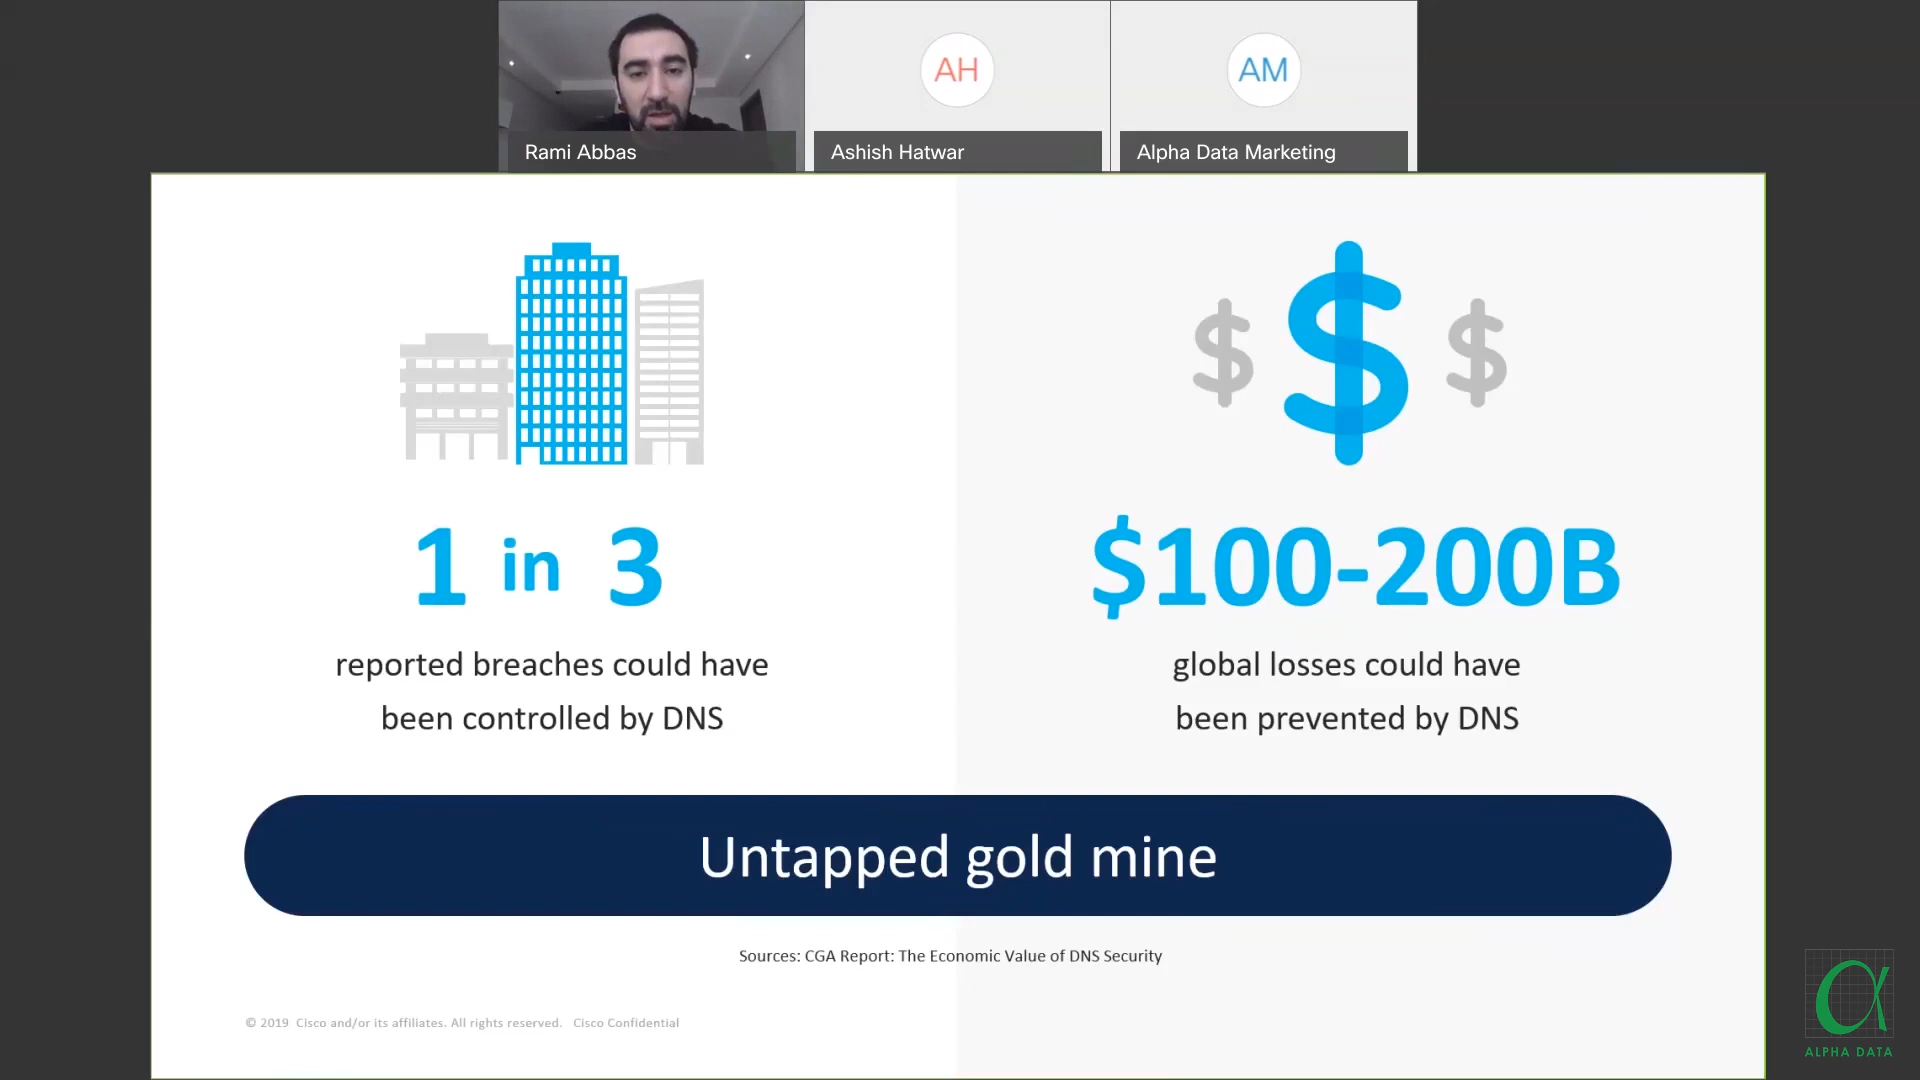 AH
AM
Rami Abbas
Ashish Hatwar
Alpha Data Marketing
1 in 3
reported breaches could have
been controlled by DNS
$100-200B
global losses could have
been prevented by DNS
Untapped gold mine
Sources: CGA Report: The Economic Value of DNS Security
© 2019 Cisco and/or its affiliates. All rights reserved. Cisco Confidential
ALPHA DATA